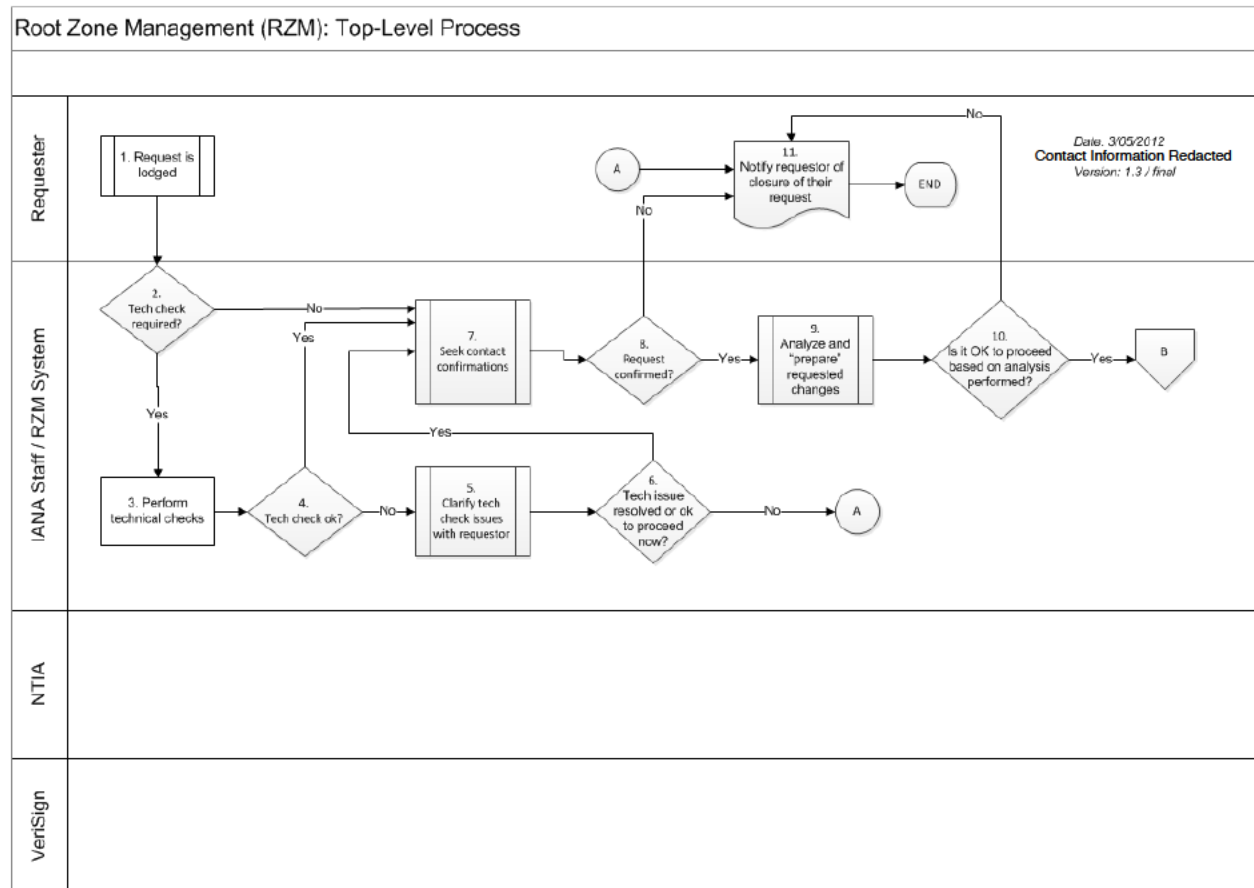 Root Zone Management (RZM): Top-Level Process
Requester
1. Request is
lodged
A
11.
Notify requestor of
closure of their
request
END
No
No
Date: 3/05/2012
Contact Information Redacted
Version: 1.3 / final
IANA Staff / RZM System
2.
Tech check
required?
No
Yes
Yes
7.
Seek contact
confirmations
8.
Request
confirmed?
Yes
9.
Analyze and
"prepare"
requested
changes
10.
Is it OK to proceed
based on analysis
performed?
Yes
B
3. Perform
technical checks
4.
Tech check ok?
No
5.
Clarify tech
check issues
with requestor
Yes
6.
Tech issue
resolved or ok
to proceed
now?
No
A
NTIA
VeriSign